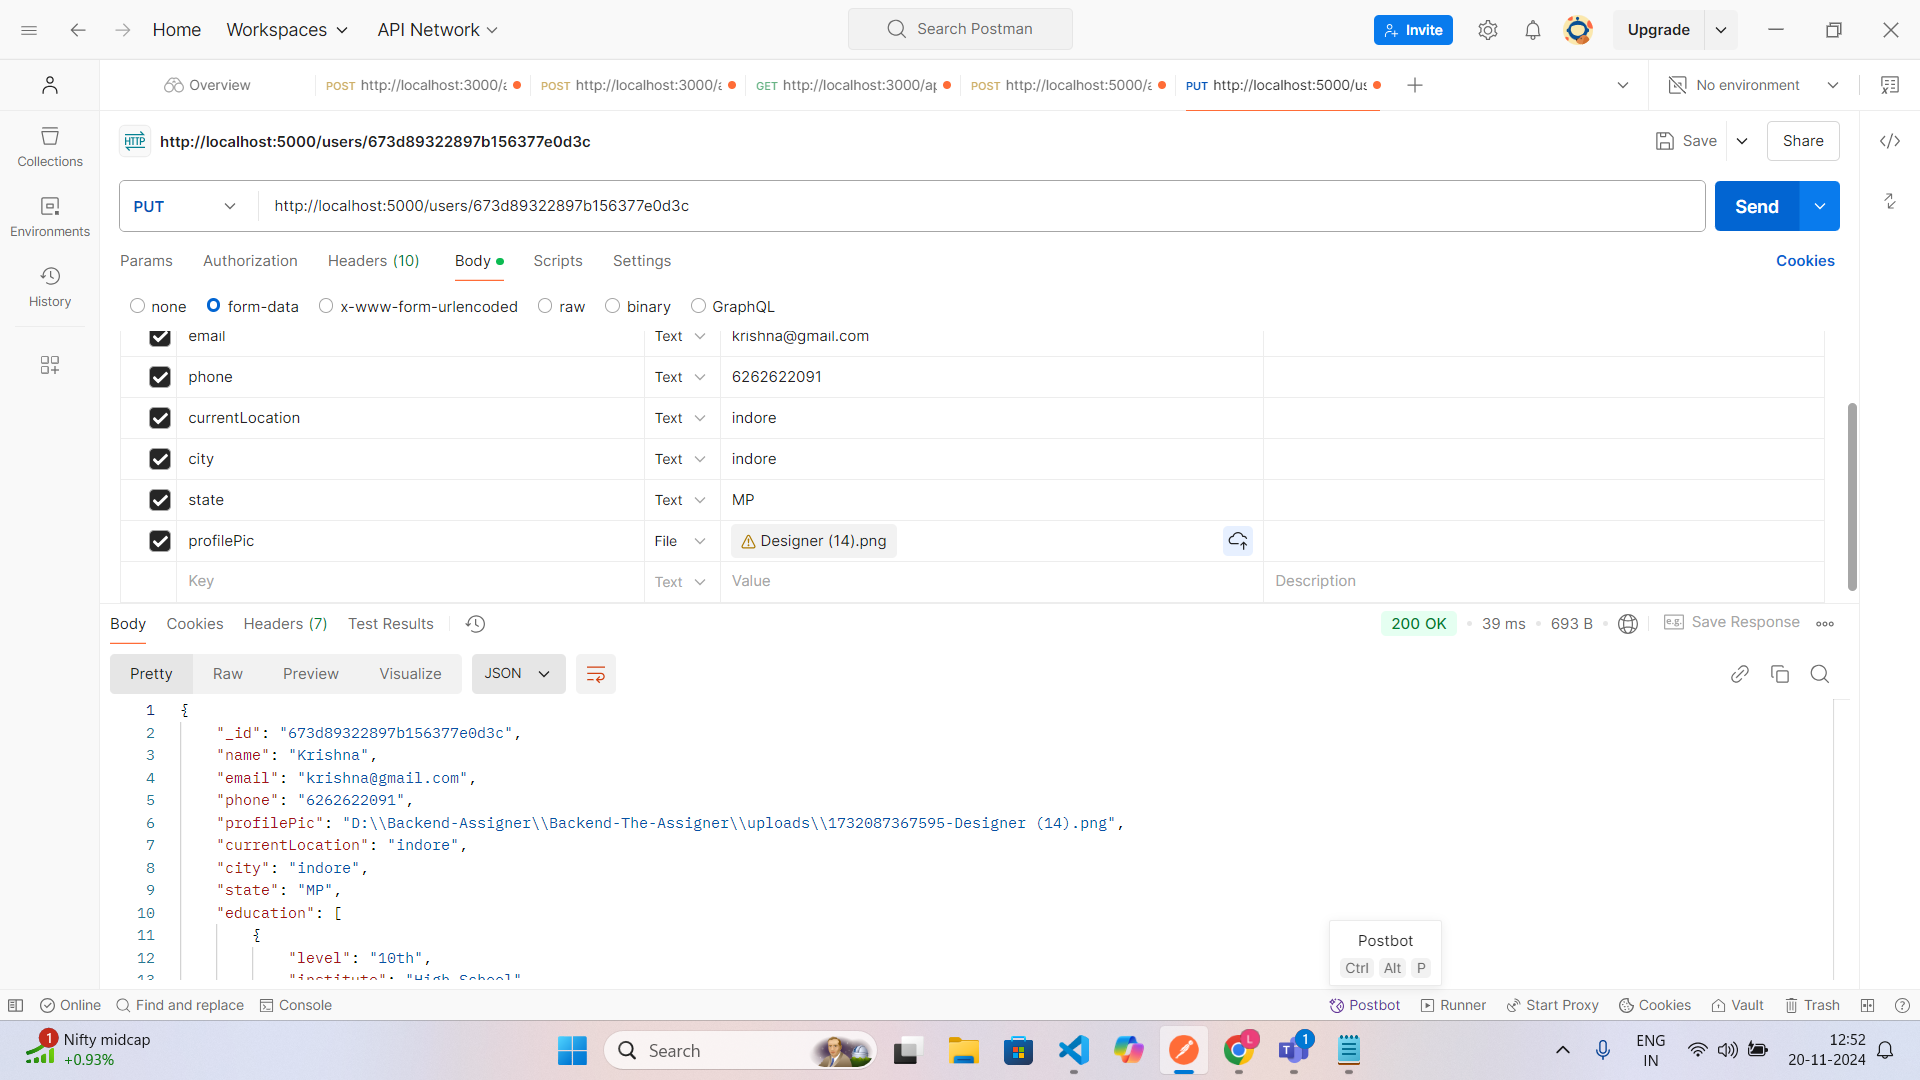 Home Workspaces API Network Search Postman Invite Upgrade
Overview POST http://localhost:3000/a POST http://localhost:3000/a GET http://localhost:3000/ap POST http://localhost:5000/a PUT http://localhost:5000/us No environment
Collections
Environments
History
HTTP http://localhost:5000/users/673d89322897b156377e0d3c Save Share
PUT http://localhost:5000/users/673d89322897b156377e0d3c Send
Params Authorization Headers (10) Body Scripts Settings Cookies
none form-data x-www-form-urlencoded raw binary GraphQL
email Text krishna@gmail.com
phone Text 6262622091
currentLocation Text indore
city Text indore
state Text MP
profilePic File Designer (14).png
Key Text Value Description
Body Cookies Headers (7) Test Results 200 OK 39 ms 693 B e.g. Save Response
Pretty Raw Preview Visualize JSON
1 {
2 "_id": "673d89322897b156377e0d3c",
3 "name": "Krishna",
4 "email": "krishna@gmail.com",
5 "phone": "6262622091",
6 "profilePic": "D:\\Backend-Assigner\\Backend-The-Assigner\\uploads\\1732087367595-Designer (14).png",
7 "currentLocation": "indore",
8 "city": "indore",
9 "state": "MP",
10 "education": [
11 {
12 "level": "10th",
13 "institute": "High School"
Postbot
Ctrl Alt P
Online Find and replace Console Postbot Runner Start Proxy Cookies Vault Trash
1 Nifty midcap
+0.93%
Search
L
1
ENG
IN
12:52
20-11-2024